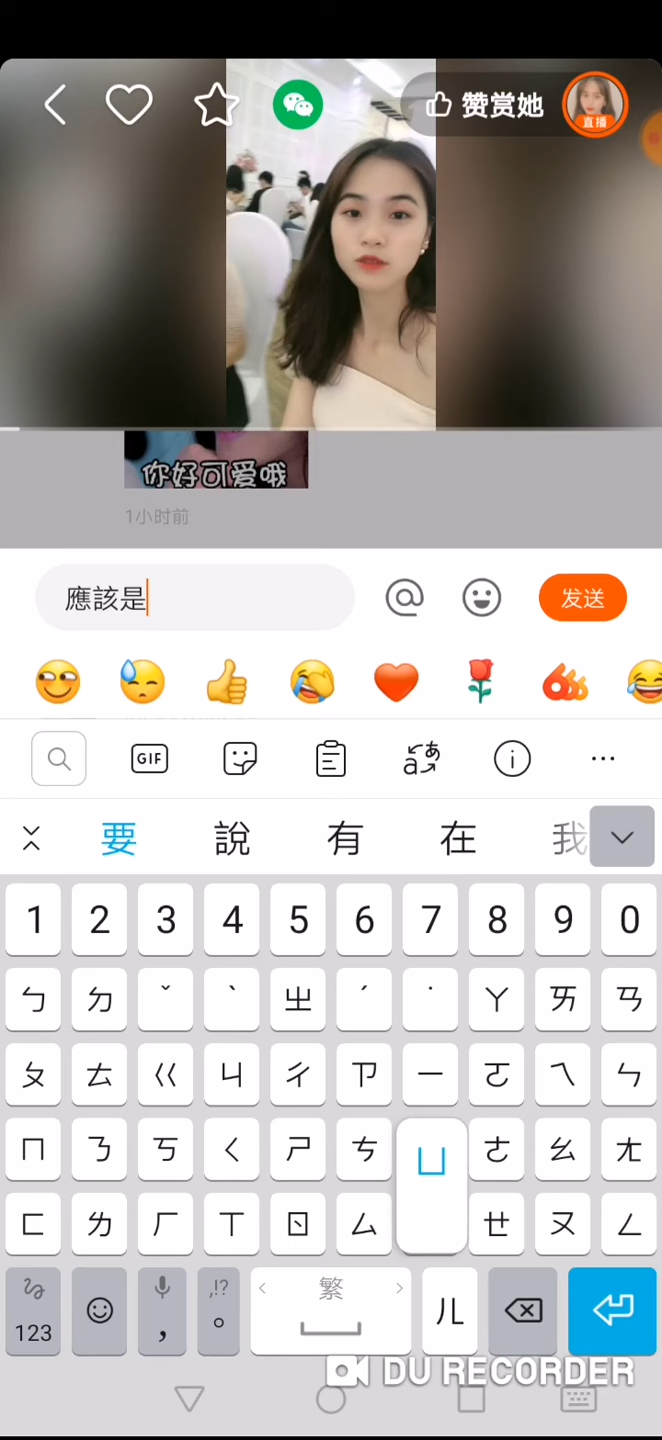 赞赏她
直播
你好可爱哦
1小时前
應該是
发送
GIF
aあ
要 說 有 在 我
1 2 3 4 5 6 7 8 9 0
ㄅ ㄉ ˇ ˋ ㄓ ˊ ˙ ㄚ ㄞ ㄢ
ㄆ ㄊ ㄍ ㄐ ㄔ ㄗ ㄧ ㄛ ㄟ ㄣ
ㄇ ㄋ ㄎ ㄑ ㄕ ㄘ ㄩ ㄜ ㄠ ㄤ
ㄈ ㄌ ㄏ ㄒ ㄖ ㄙ ㄝ ㄡ ㄥ
,!? 繁
123 , 。 ㄦ
DU RECORDER